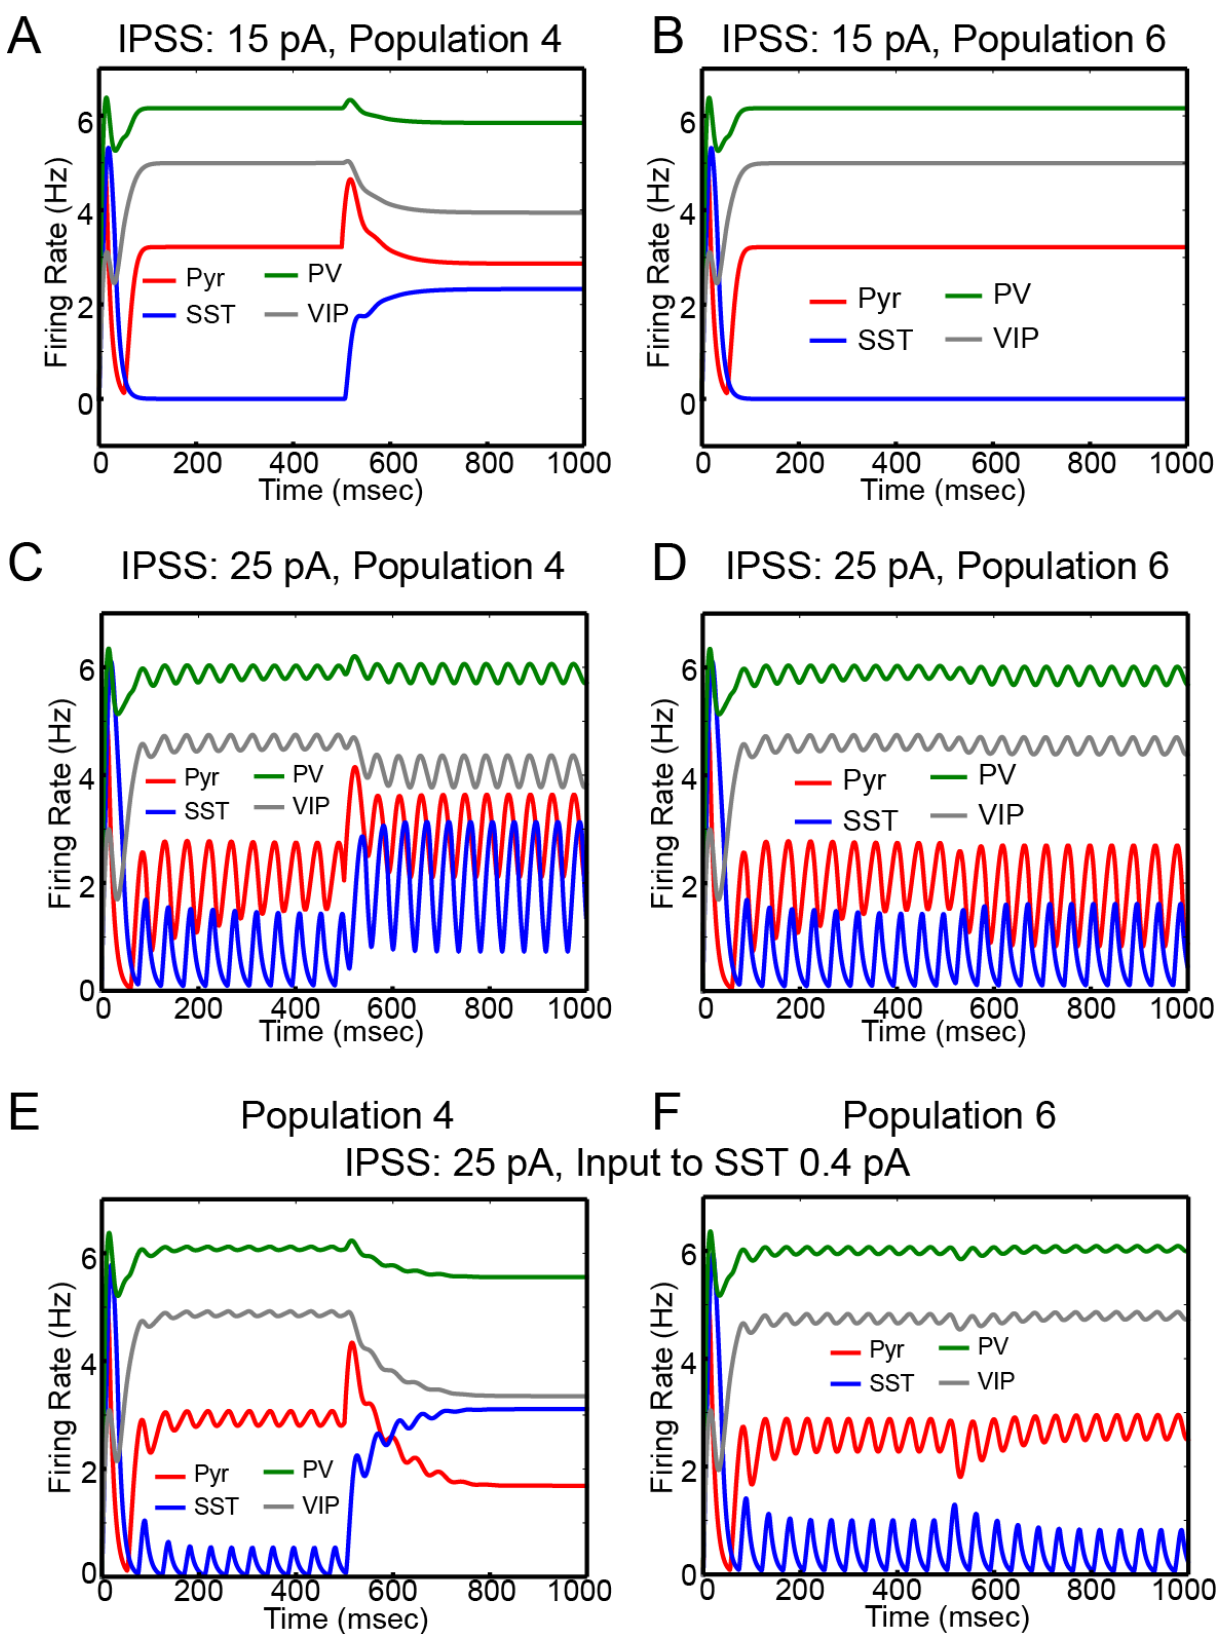 A IPSS: 15 pA, Population 4
B IPSS: 15 pA, Population 6
Firing Rate (Hz)
6
4
2
0
Pyr PV
SST VIP
0 200 400 600 800 1000
Time (msec)
Firing Rate (Hz)
6
4
2
0
Pyr PV
SST VIP
0 200 400 600 800 1000
Time (msec)
C IPSS: 25 pA, Population 4
D IPSS: 25 pA, Population 6
Firing Rate (Hz)
6
4
2
0
Pyr PV
SST VIP
0 200 400 600 800 1000
Time (msec)
Firing Rate (Hz)
6
4
2
0
Pyr PV
SST VIP
0 200 400 600 800 1000
Time (msec)
E Population 4
F Population 6
IPSS: 25 pA, Input to SST 0.4 pA
Firing Rate (Hz)
6
4
2
0
Pyr PV
SST VIP
0 200 400 600 800 1000
Time (msec)
Firing Rate (Hz)
6
4
2
0
Pyr PV
SST VIP
0 200 400 600 800 1000
Time (msec)